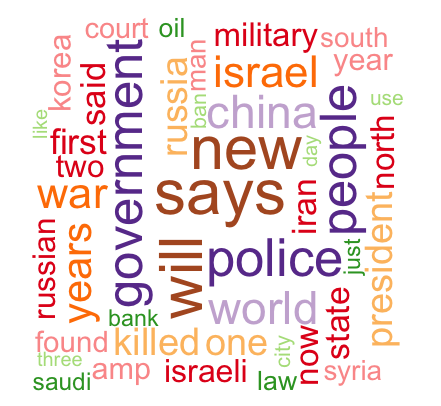 court
oil
military
south
korea
man
year
said
government
russia
israel
like
ban
china
use
first
new
people
north
two
day
war
says
iran
russian
years
will
police
just
president
world
bank
state
now
found
killed
one
city
three
syria
saudi
amp
israeli
law